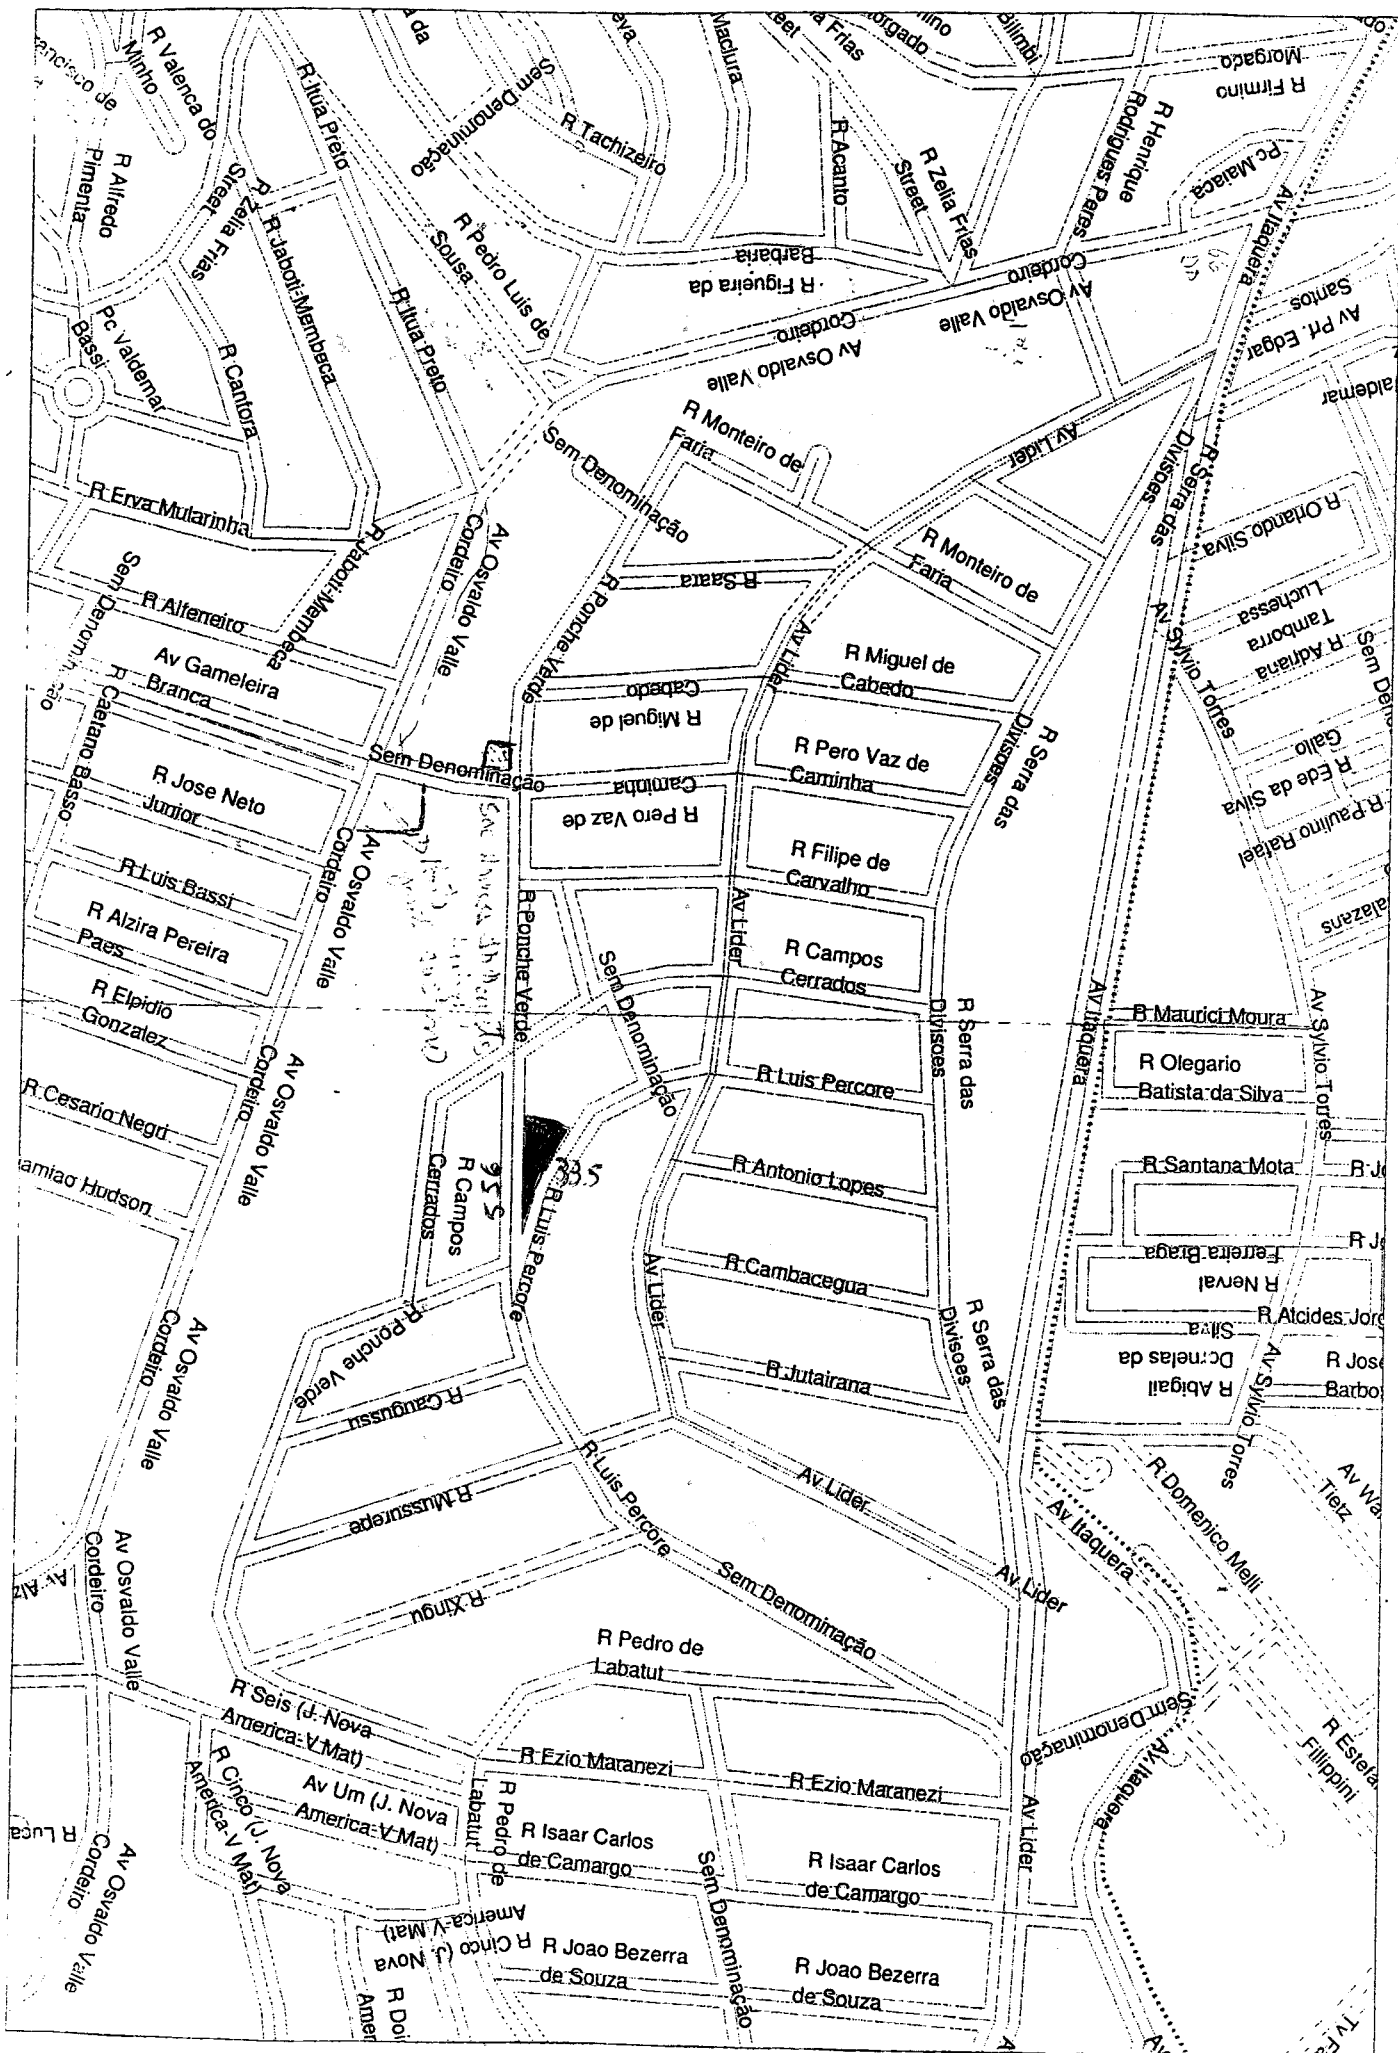 R Valenca do
Minho
R Itua Preto
Sem Denominação
R Tachizeiro
Maclura
Street
Morgado
Bilimbi
R Firmino
Morgado
R Henrique
Rodrigues Pares
Pc Maiaca
R Alfredo
Pimenta
R Zelia Frias
Street
R Jaboti-Membeca
R Acanto
R Zelia Frias
Street
Av Itaquera
R Pedro Luis de
Sousa
R Figueira da
Barbaria
Av Osvaldo Valle
Cordeiro
Av Prf. Edgar
Santos
Pc Valdemar
Bassi
R Cantora
R Itua Preto
Av Osvaldo Valle
Cordeiro
R Monteiro de
Faria
Av Lider
R Serra das
Divisoes
Sem Denominação
R Erva Mularinha
R Jaboti-Membeca
Av Osvaldo Valle
Cordeiro
R Orlando Silva
Sem Denominação
R Alfeneiro
R Saara
R Monteiro de
Faria
R Adriana
Tamborra
Luchessa
Av Gameleira
Branca
R Ponche Verde
Av Lider
R Miguel de
Cabedo
Av Sylvio Torres
R Miguel de
Cabedo
R Caetano Basso
Sem Denominação
R Pero Vaz de
Caminha
R Serra das
Divisoes
R Ede da Silva
Gallo
R Jose Neto
Junior
R Pero Vaz de
Caminha
R Paulino Rafael
Av Osvaldo Valle
Cordeiro
R Luis Bassi
R Filipe de
Carvalho
R Alzira Pereira
Paes
R Ponche Verde
Av Lider
R Campos
Cerrados
Sem Denominação
R Elpidio
Gonzalez
R Serra das
Divisoes
Av Itaquera
R Maurici Moura
Av Sylvio Torres
Av Osvaldo Valle
Cordeiro
R Luis Percore
R Olegario
Batista da Silva
R Cesario Negri
R Campos
Cerrados
955
335
R Antonio Lopes
R Santana Mota
amiao Hudson
R Luis Percore
Av Lider
R Cambacegua
R Nerval
Ferreira Braga
R Alcides Jorg
Av Osvaldo Valle
Cordeiro
R Ponche
Verde
R Serra das
Divisoes
R Abigail
Dornelas da
Silva
R Jose
Barbo
R Caugussu
R Jutairana
Av Sylvio Torres
R Mussurepe
R Luis Percore
Av Lider
R Domenico Melli
Av Itaquera
Av Osvaldo Valle
Cordeiro
R Xingu
Sem Denominação
Av Lider
R Pedro de
Labatut
Sem Denominação
R Seis (J. Nova
America-V Mat)
R Ezio Maranezi
R Ezio Maranezi
Av Itaquera
Filippini
R Cinco (J. Nova
America-V Mat)
Av Um (J. Nova
America-V Mat)
R Pedro de
Labatut
R Isaar Carlos
de Camargo
Sem Denominação
R Isaar Carlos
de Camargo
Av Lider
Av Osvaldo Valle
Cordeiro
R Cinco (J. Nova
America-V Mat)
R Joao Bezerra
de Souza
R Joao Bezerra
de Souza